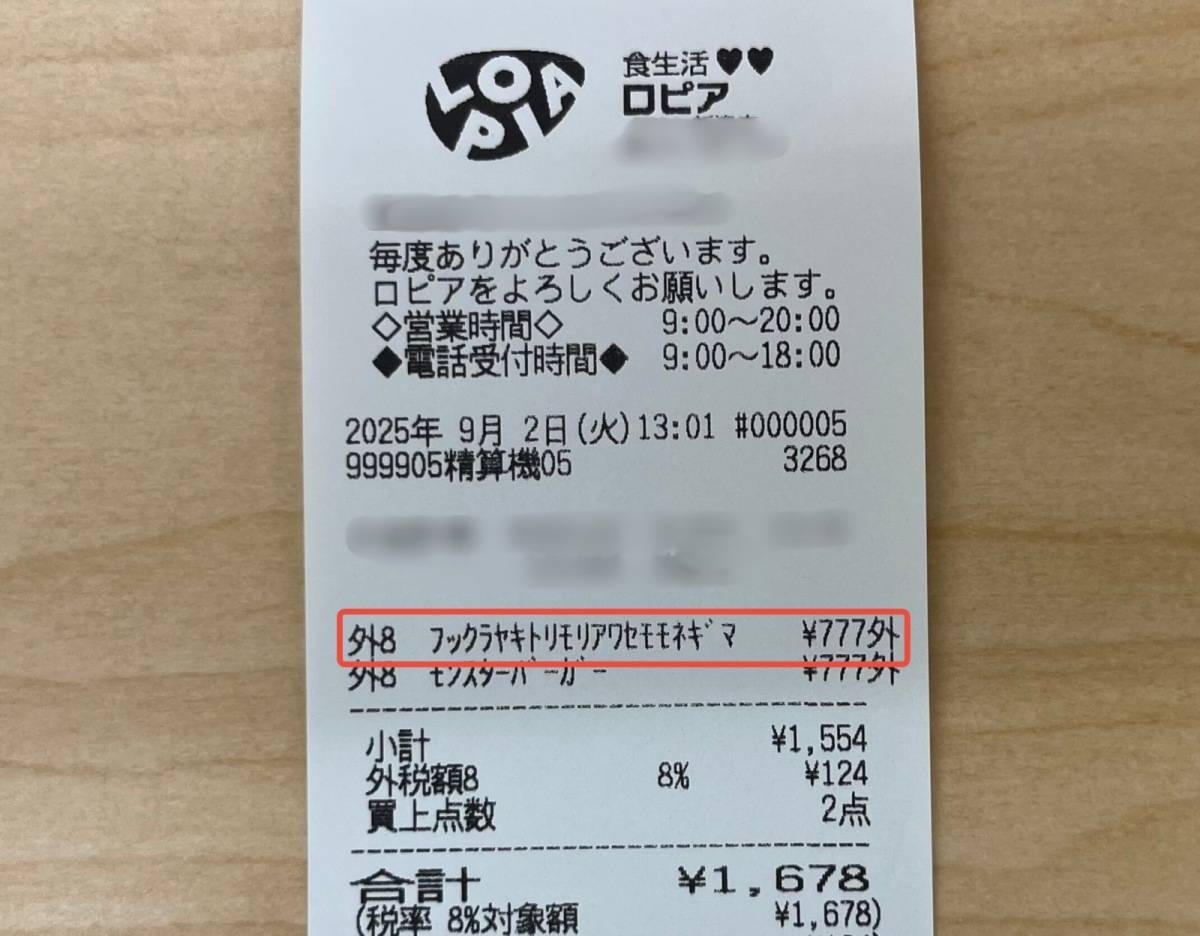 LOPIA
食生活♥♥
ロピア
毎度ありがとうございます。
ロピアをよろしくお願いします。
◇営業時間◇ 9:00〜20:00
◆電話受付時間◆ 9:00〜18:00
2025年 9月 2日(火)13:01 #000005
999905精算機05 3268
外8 フックラヤキトリモリアワセモモネギマ ¥777外
外8 モンスターバーガー ¥777外
小計 ¥1,554
外税額8 8% ¥124
買上点数 2点
合計 ¥1,678
(税率 8%対象額 ¥1,678)